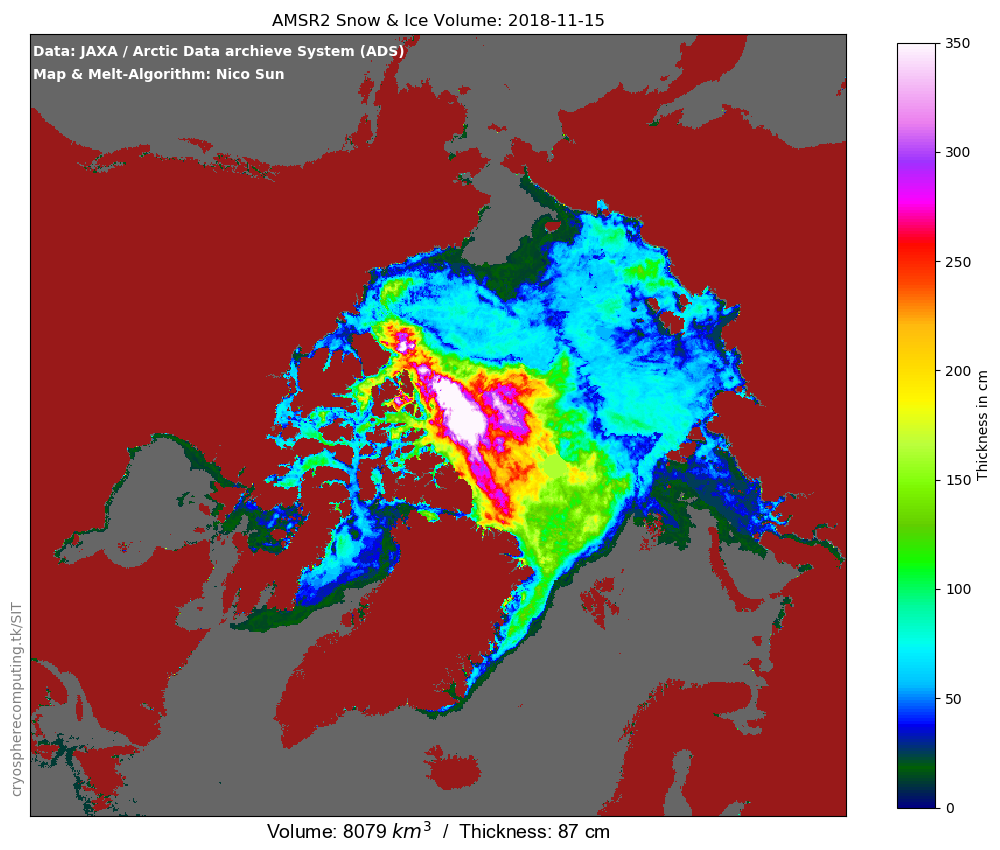 AMSR2 Snow & Ice Volume: 2018-11-15
Data: JAXA / Arctic Data archieve System (ADS)
Map & Melt-Algorithm: Nico Sun
350
300
250
200
150
100
50
0
Thickness in cm
cryospherecomputing.tk/SIT
Volume: 8079 km³ / Thickness: 87 cm